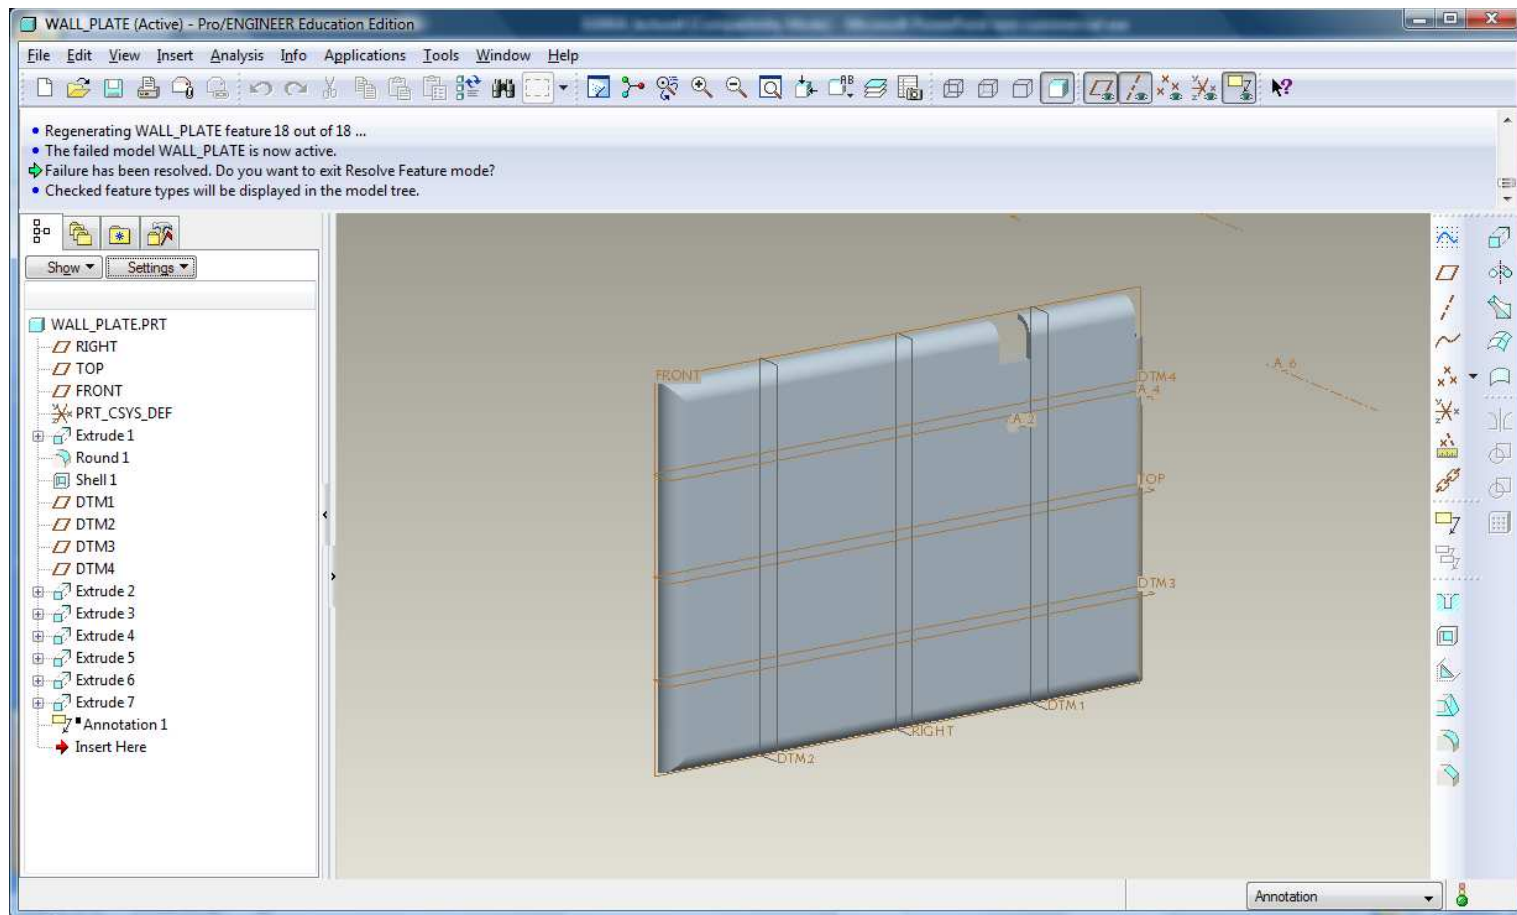 WALL_PLATE (Active) - Pro/ENGINEER Education Edition
File Edit View Insert Analysis Info Applications Tools Window Help
Regenerating WALL_PLATE feature 18 out of 18 ...
The failed model WALL_PLATE is now active.
Failure has been resolved. Do you want to exit Resolve Feature mode?
Checked feature types will be displayed in the model tree.
Show Settings
WALL_PLATE.PRT
RIGHT
TOP
FRONT
PRT_CSYS_DEF
Extrude 1
Round 1
Shell 1
DTM1
DTM2
DTM3
DTM4
Extrude 2
Extrude 3
Extrude 4
Extrude 5
Extrude 6
Extrude 7
Annotation 1
Insert Here
FRONT
A_6
DTM4
A_4
A_2
TOP
DTM3
DTM1
RIGHT
DTM2
Annotation